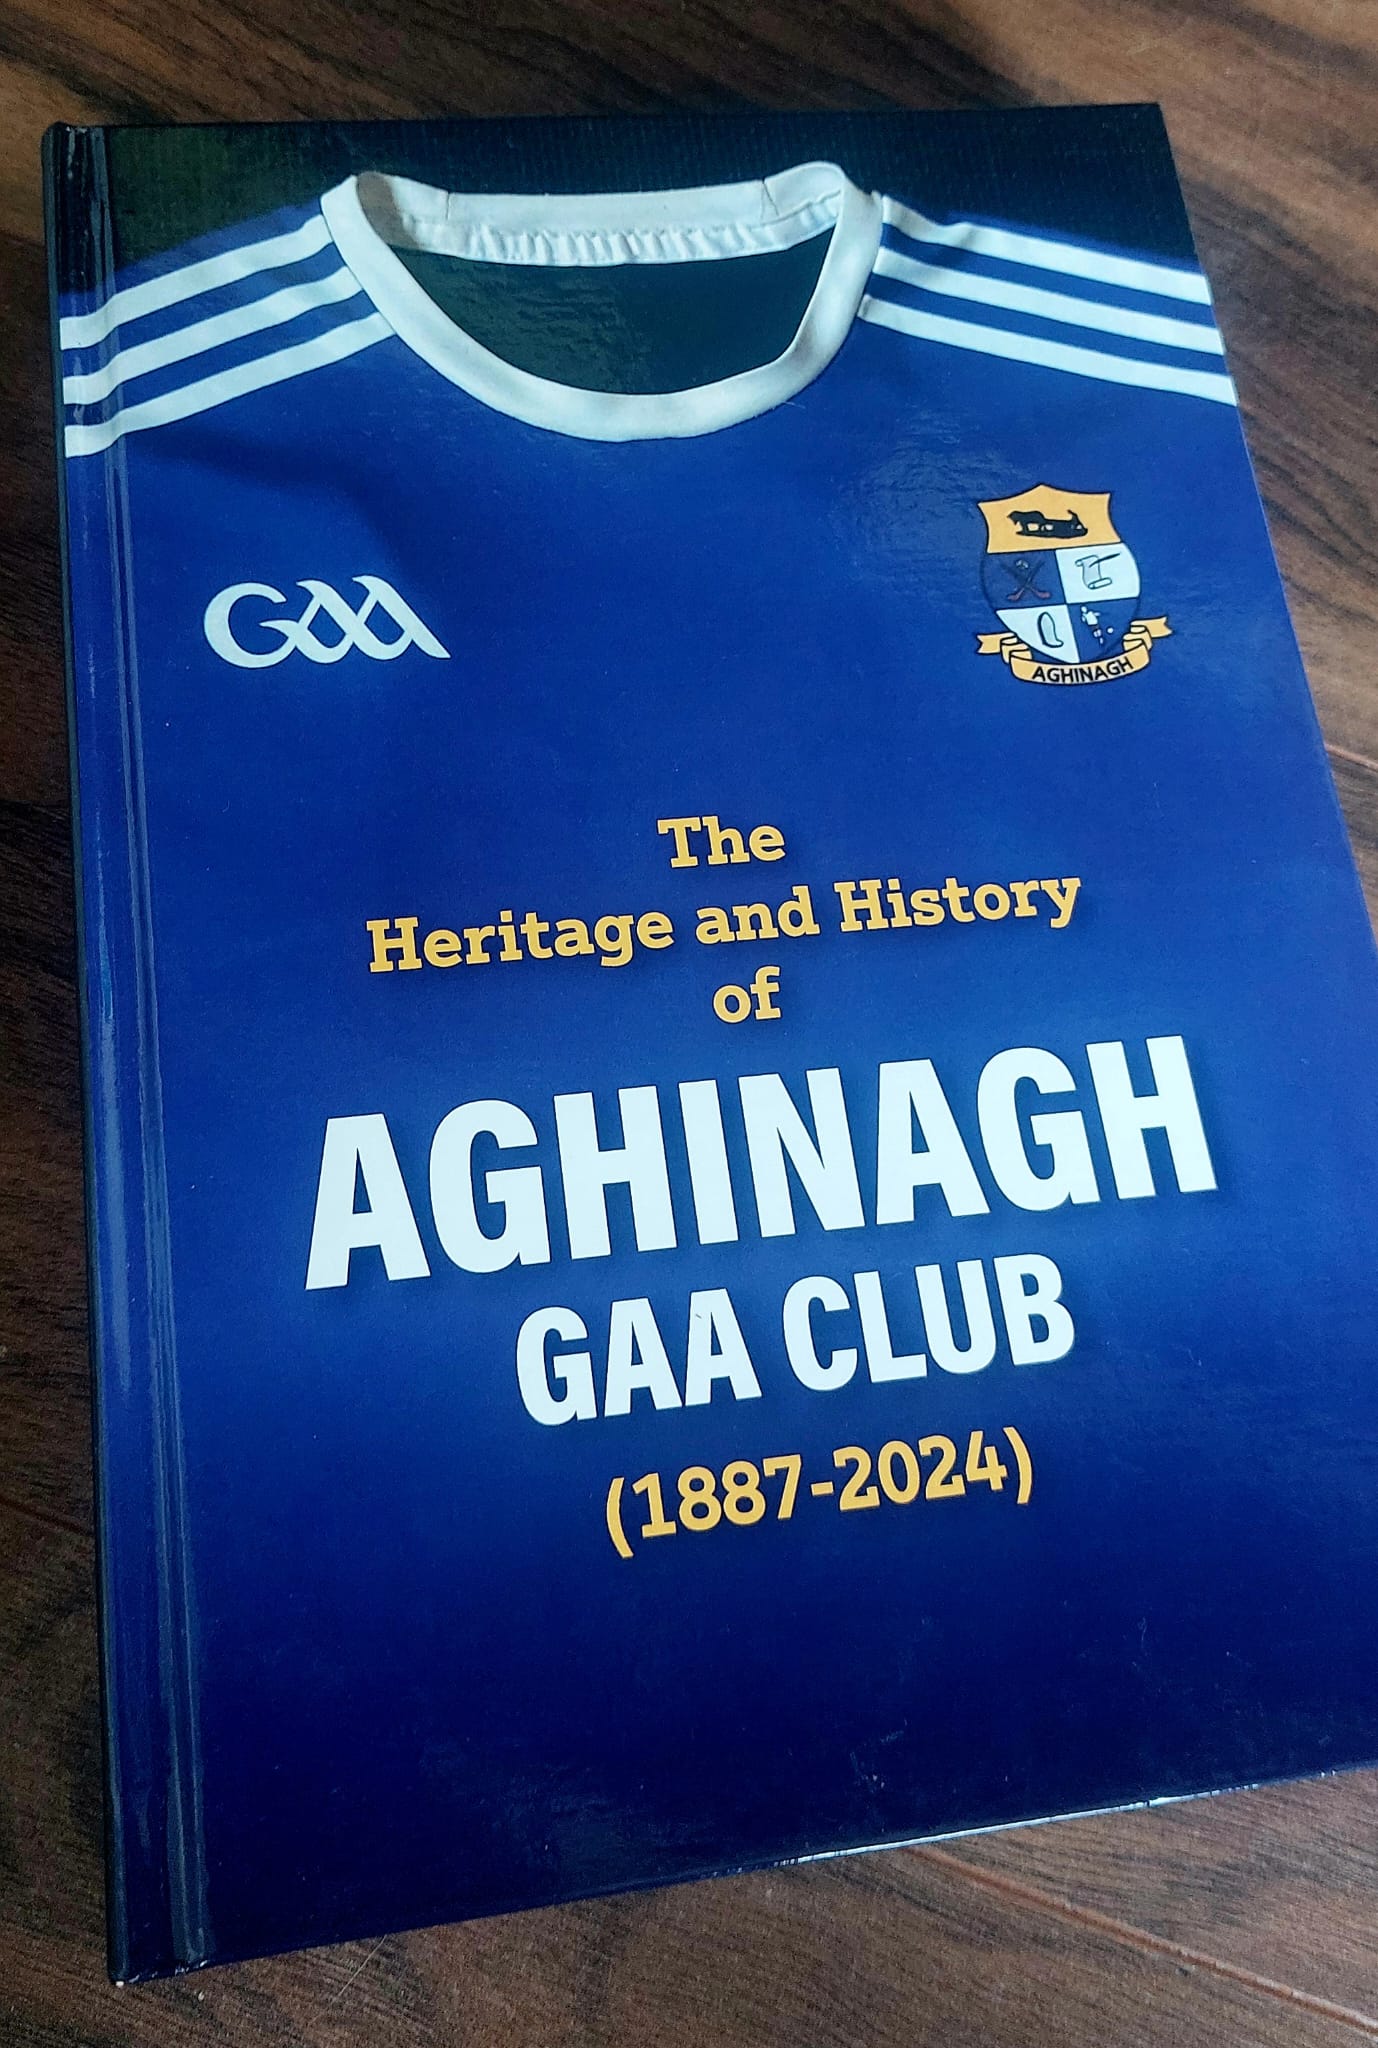 GAA
AGHINAGH
The
Heritage and History
of
AGHINAGH
GAA CLUB
(1887-2024)